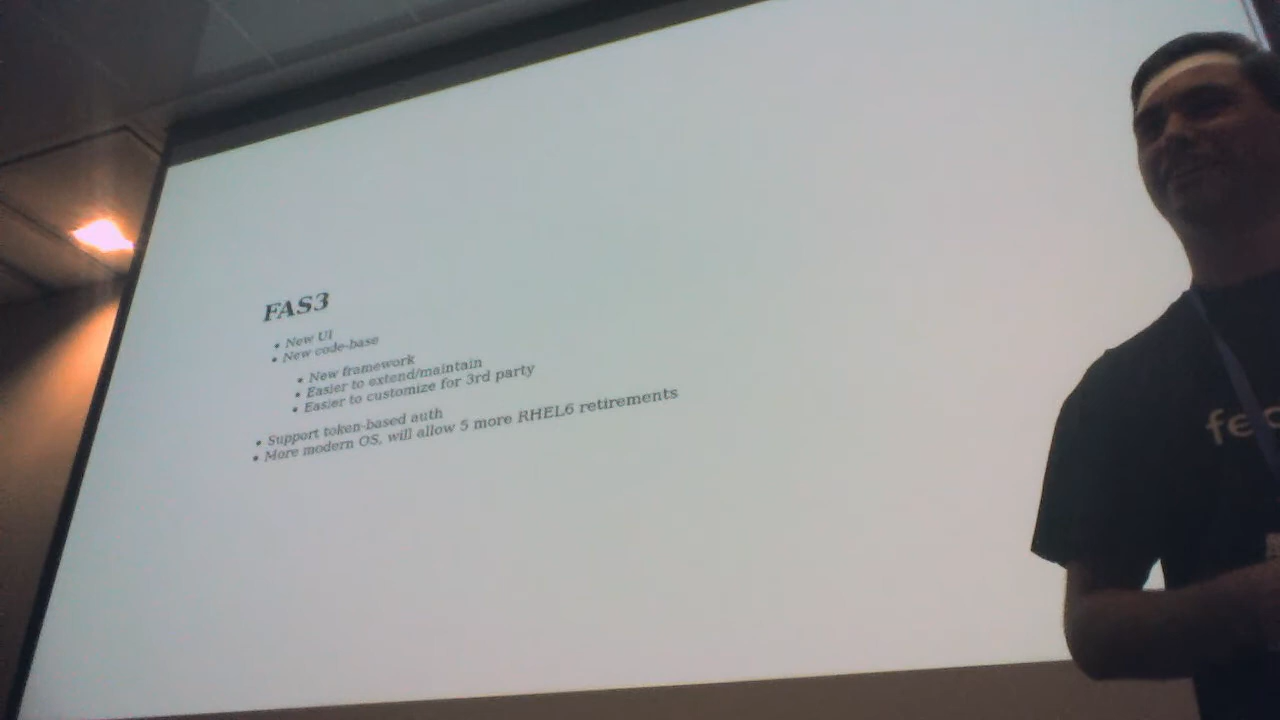 FAS3
• New UI
• New code-base
• New framework
• Easier to extend/maintain
• Easier to customize for 3rd party
• Support token-based auth
• More modern OS, will allow 5 more RHEL6 retirements